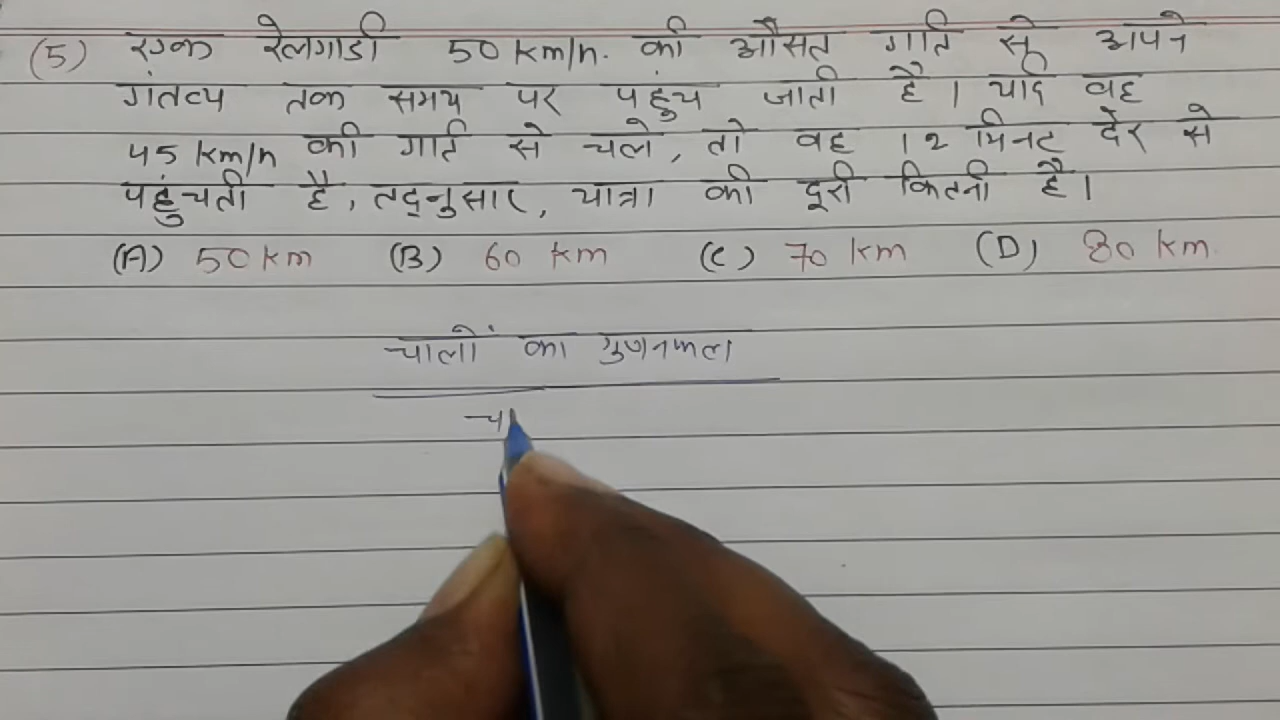 (5) एक रेलगाडी 50 km/h. की औसत गति से अपने
गंतव्य तक समय पर पहुंच जाती है । यदि वह
45 km/h की गति से चले, तो वह 12 मिनट देर से
पहुंचती है, तद्नुसार, यात्रा की दूरी कितनी है।
(A) 50 km (B) 60 km (C) 70 km (D) 80 km.
चालों का गुणनफल
चा